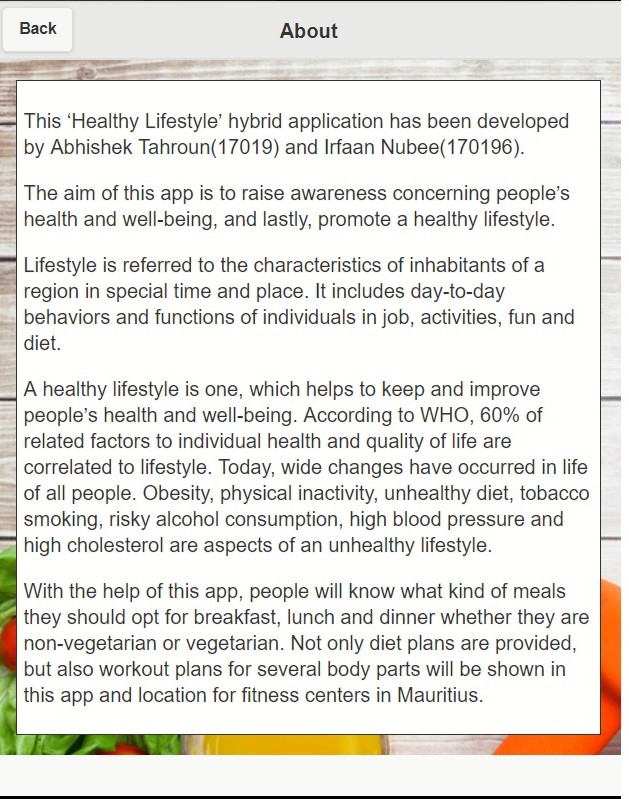 Back
About
This ‘Healthy Lifestyle’ hybrid application has been developed
by Abhishek Tahroun(17019) and Irfaan Nubee(170196).
The aim of this app is to raise awareness concerning people’s
health and well-being, and lastly, promote a healthy lifestyle.
Lifestyle is referred to the characteristics of inhabitants of a
region in special time and place. It includes day-to-day
behaviors and functions of individuals in job, activities, fun and
diet.
A healthy lifestyle is one, which helps to keep and improve
people’s health and well-being. According to WHO, 60% of
related factors to individual health and quality of life are
correlated to lifestyle. Today, wide changes have occurred in life
of all people. Obesity, physical inactivity, unhealthy diet, tobacco
smoking, risky alcohol consumption, high blood pressure and
high cholesterol are aspects of an unhealthy lifestyle.
With the help of this app, people will know what kind of meals
they should opt for breakfast, lunch and dinner whether they are
non-vegetarian or vegetarian. Not only diet plans are provided,
but also workout plans for several body parts will be shown in
this app and location for fitness centers in Mauritius.